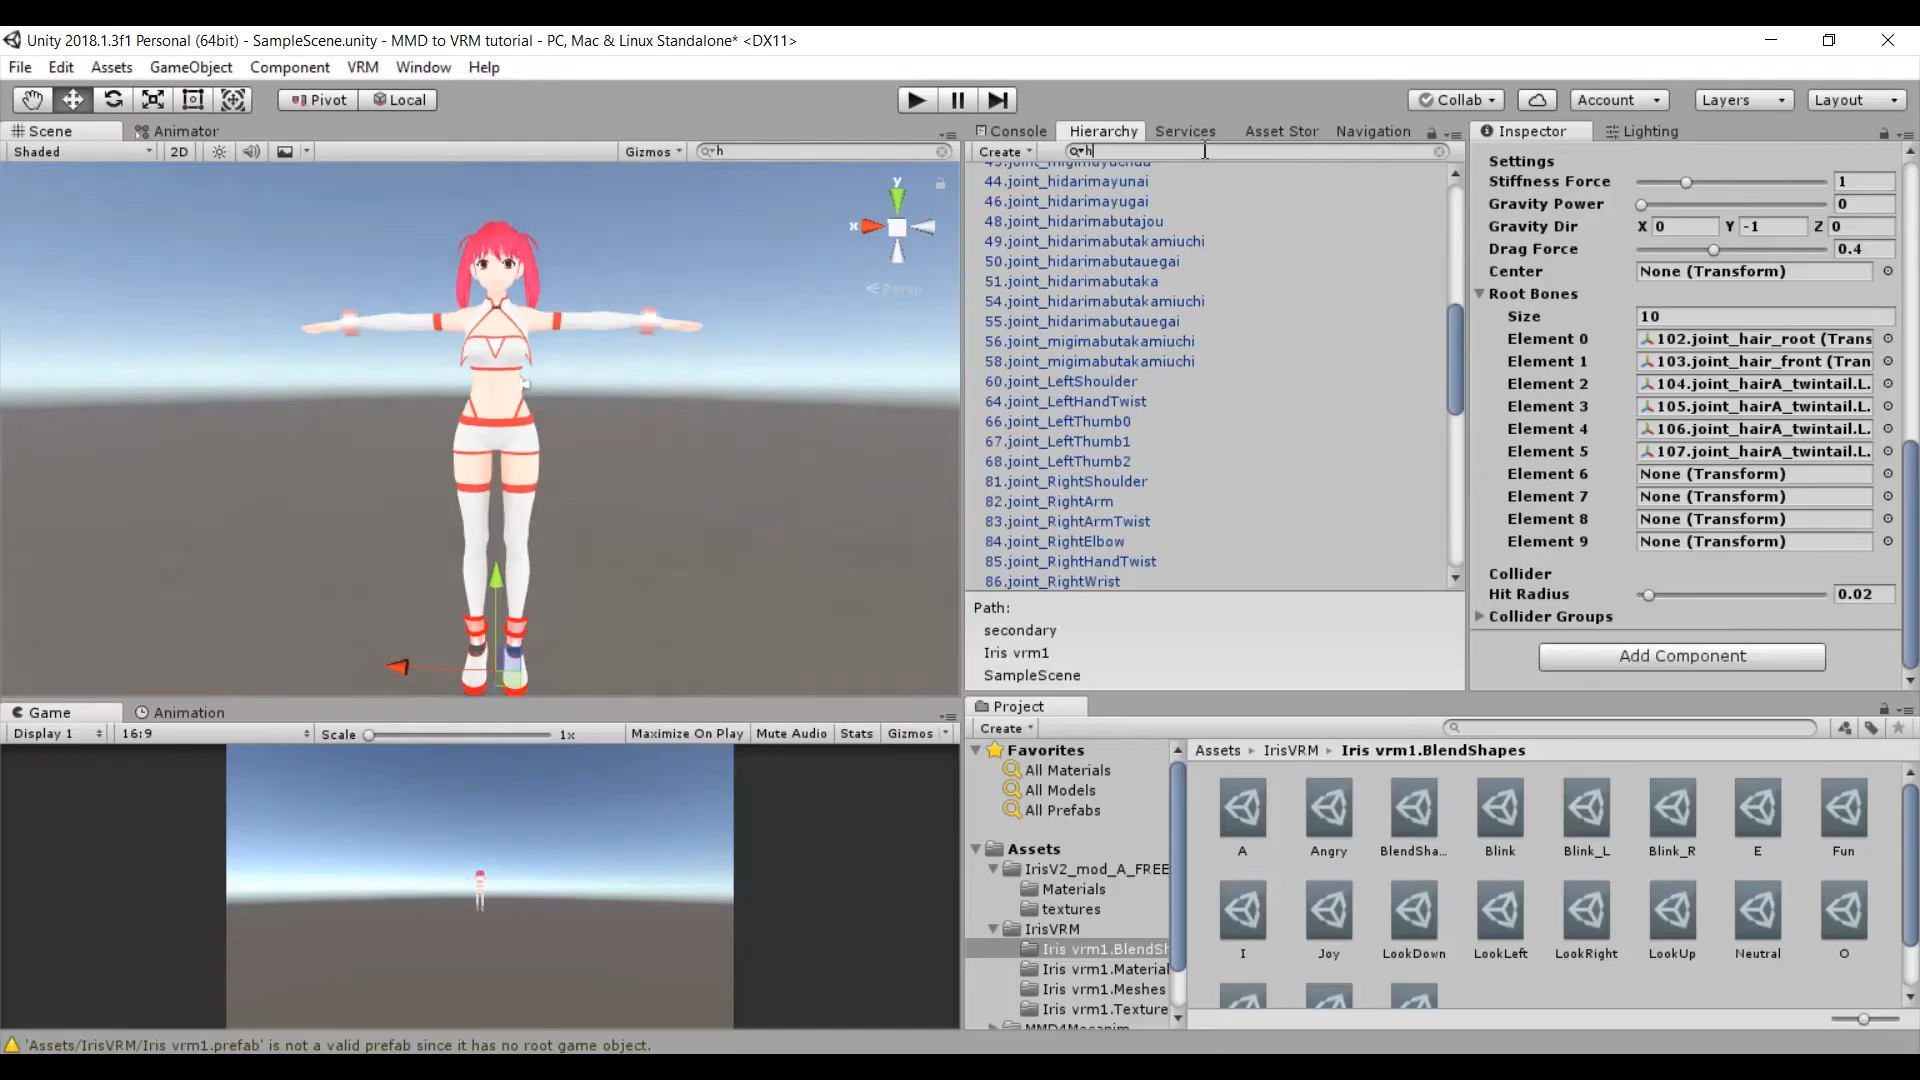 Unity 2018.1.3f1 Personal (64bit) - SampleScene.unity - MMD to VRM tutorial - PC, Mac & Linux Standalone* <DX11>
File Edit Assets GameObject Component VRM Window Help
Pivot Local Collab Account Layers Layout
Scene Animator
Shaded 2D Gizmos h
y
x
Persp
Console Hierarchy Services Asset Stor Navigation
Create h
44.joint_hidarimayunai
46.joint_hidarimayugai
48.joint_hidarimabutajou
49.joint_hidarimabutakamiuchi
50.joint_hidarimabutauegai
51.joint_hidarimabutaka
54.joint_hidarimabutakamiuchi
55.joint_hidarimabutauegai
56.joint_migimabutakamiuchi
58.joint_migimabutakamiuchi
60.joint_LeftShoulder
64.joint_LeftHandTwist
66.joint_LeftThumb0
67.joint_LeftThumb1
68.joint_LeftThumb2
81.joint_RightShoulder
82.joint_RightArm
83.joint_RightArmTwist
84.joint_RightElbow
85.joint_RightHandTwist
86.joint_RightWrist
Path:
secondary
Iris vrm1
SampleScene
Inspector Lighting
Settings
Stiffness Force 1
Gravity Power 0
Gravity Dir X 0 Y -1 Z 0
Drag Force 0.4
Center None (Transform)
Root Bones
Size 10
Element 0 102.joint_hair_root (Trans
Element 1 103.joint_hair_front (Tran
Element 2 104.joint_hairA_twintail.L.
Element 3 105.joint_hairA_twintail.L.
Element 4 106.joint_hairA_twintail.L.
Element 5 107.joint_hairA_twintail.L.
Element 6 None (Transform)
Element 7 None (Transform)
Element 8 None (Transform)
Element 9 None (Transform)
Collider
Hit Radius 0.02
Collider Groups
Add Component
Game Animation
Display 1 16:9 Scale 1x Maximize On Play Mute Audio Stats Gizmos
Project
Create
Favorites
All Materials
All Models
All Prefabs
Assets
IrisV2_mod_A_FREE
Materials
textures
IrisVRM
Iris vrm1.BlendSh
Iris vrm1.Material
Iris vrm1.Meshes
Iris vrm1.Texture
Assets IrisVRM Iris vrm1.BlendShapes
A Angry BlendSha... Blink Blink_L Blink_R E Fun
I Joy LookDown LookLeft LookRight LookUp Neutral O
'Assets/IrisVRM/Iris vrm1.prefab' is not a valid prefab since it has no root game object.